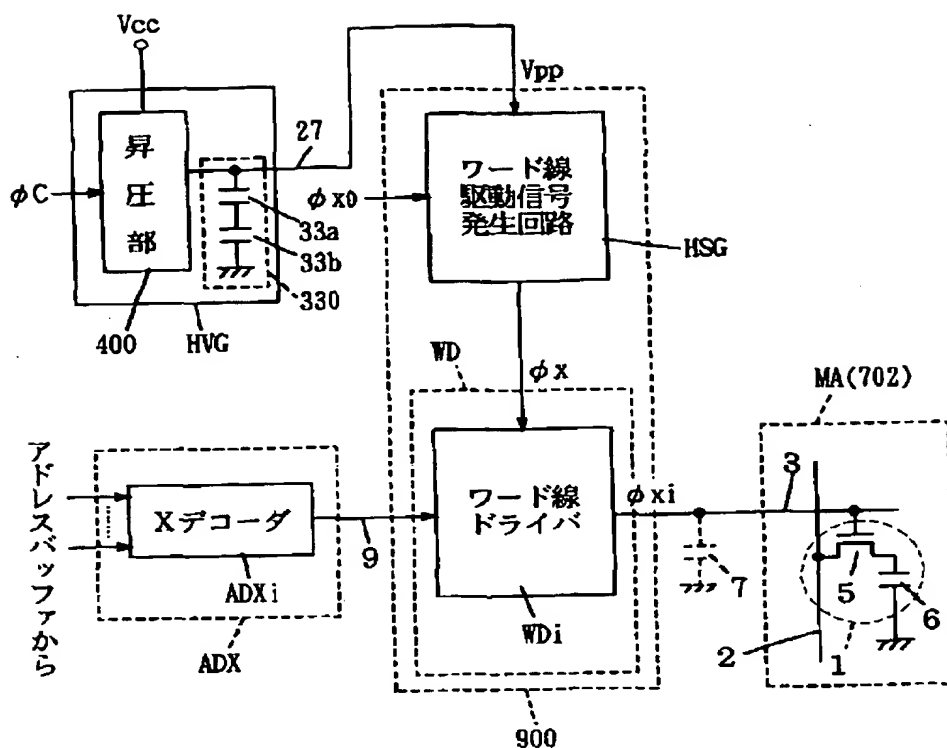 Vcc
Vpp
27
昇圧部
φC
φx0
ワード線
駆動信号
発生回路
33a
33b
HSG
330
400
HVG
WD
φx
MA(702)
アドレスバッファから
Xデコーダ
ADXi
ADX
9
ワード線
ドライバ
WDi
φxi
7
3
5
6
2
1
900